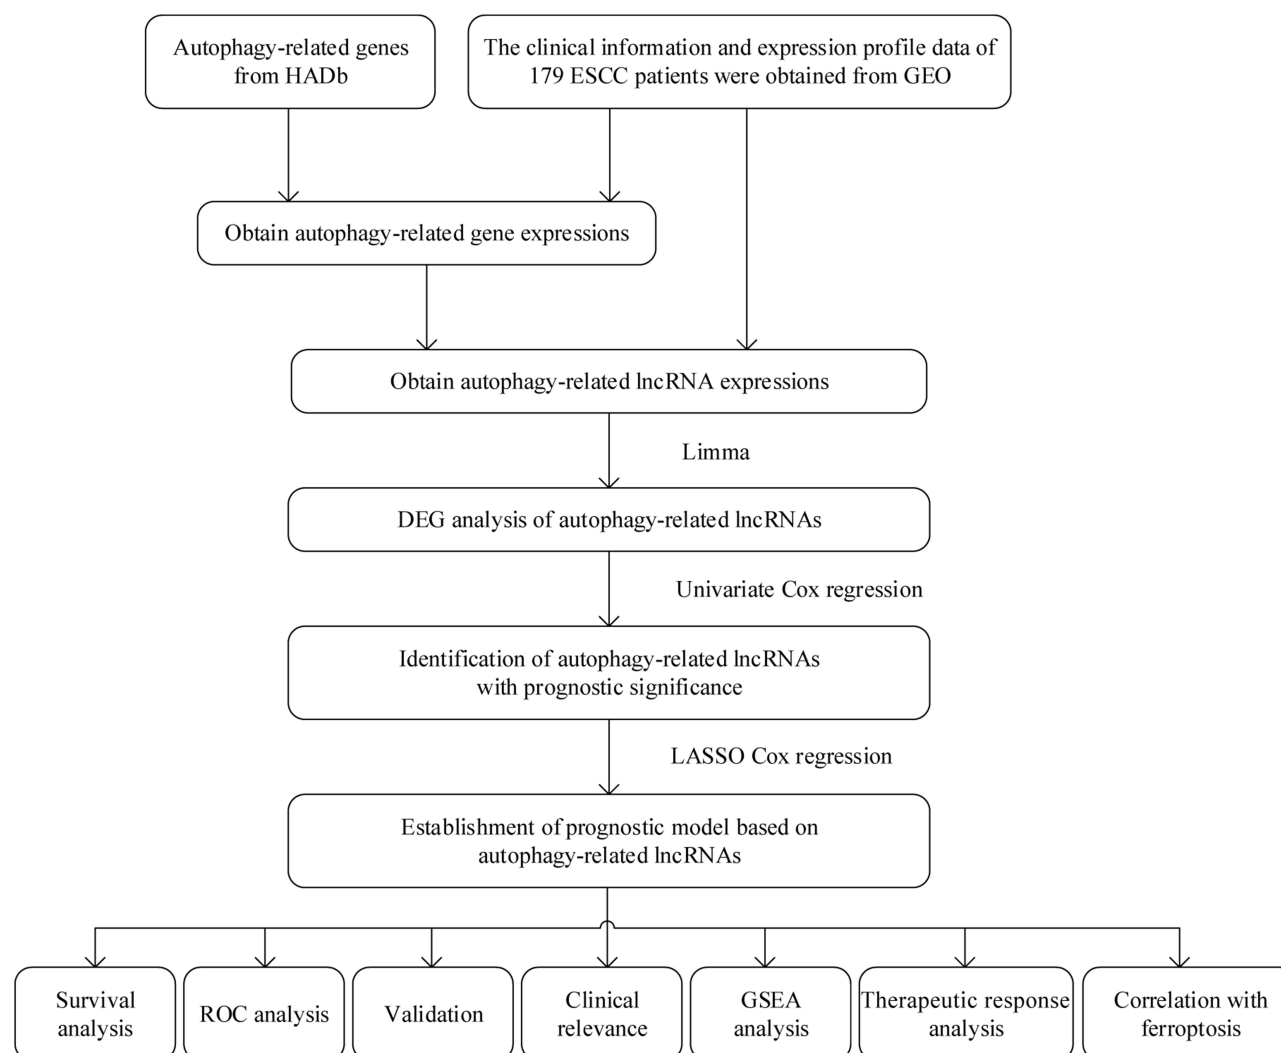 Autophagy-related genes
from HADb
The clinical information and expression profile data of
179 ESCC patients were obtained from GEO
Obtain autophagy-related gene expressions
Obtain autophagy-related lncRNA expressions
Limma
DEG analysis of autophagy-related lncRNAs
Univariate Cox regression
Identification of autophagy-related lncRNAs
with prognostic significance
LASSO Cox regression
Establishment of prognostic model based on
autophagy-related lncRNAs
Survival
analysis
ROC analysis
Validation
Clinical
relevance
GSEA
analysis
Therapeutic response
analysis
Correlation with
ferroptosis